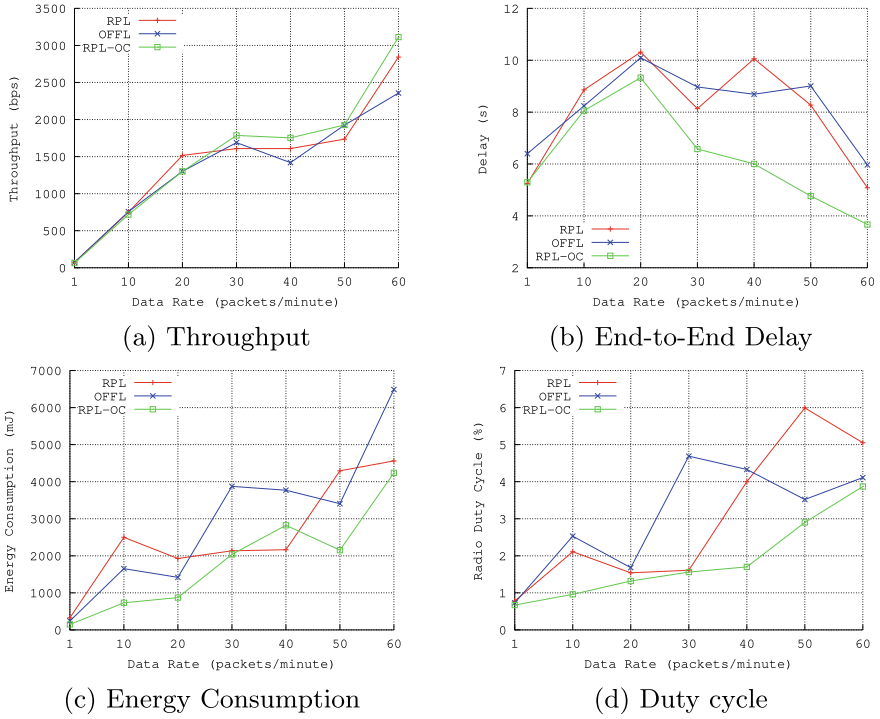 3500
3000
2500
2000
1500
1000
500
0
Throughput (bps)
RPL
OFFL
RPL-OC
1 10 20 30 40 50 60
Data Rate (packets/minute)
(a) Throughput
12
10
8
6
4
2
Delay (s)
RPL
OFFL
RPL-OC
1 10 20 30 40 50 60
Data Rate (packets/minute)
(b) End-to-End Delay
7000
6000
5000
4000
3000
2000
1000
0
Energy Consumption (mJ)
RPL
OFFL
RPL-OC
1 10 20 30 40 50 60
Data Rate (packets/minute)
(c) Energy Consumption
7
6
5
4
3
2
1
0
Radio Duty Cycle (%)
RPL
OFFL
RPL-OC
1 10 20 30 40 50 60
Data Rate (packets/minute)
(d) Duty cycle